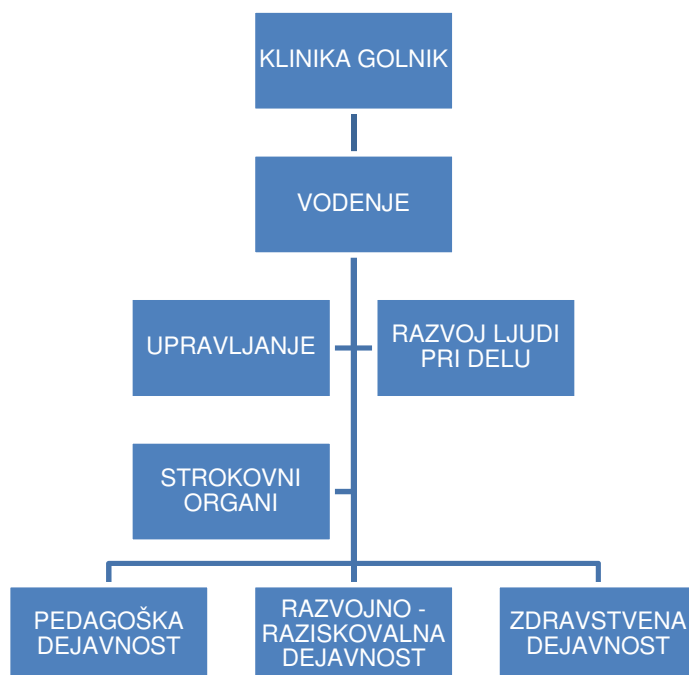 KLINIKA GOLNIK
VODENJE
UPRAVLJANJE
RAZVOJ LJUDI
PRI DELU
STROKOVNI
ORGANI
PEDAGOŠKA
DEJAVNOST
RAZVOJNO -
RAZISKOVALNA
DEJAVNOST
ZDRAVSTVENA
DEJAVNOST